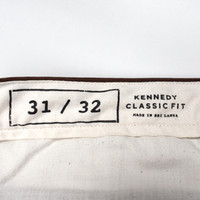 31 / 32
KENNEDY
CLASSIC FIT
MADE IN SRI LANKA